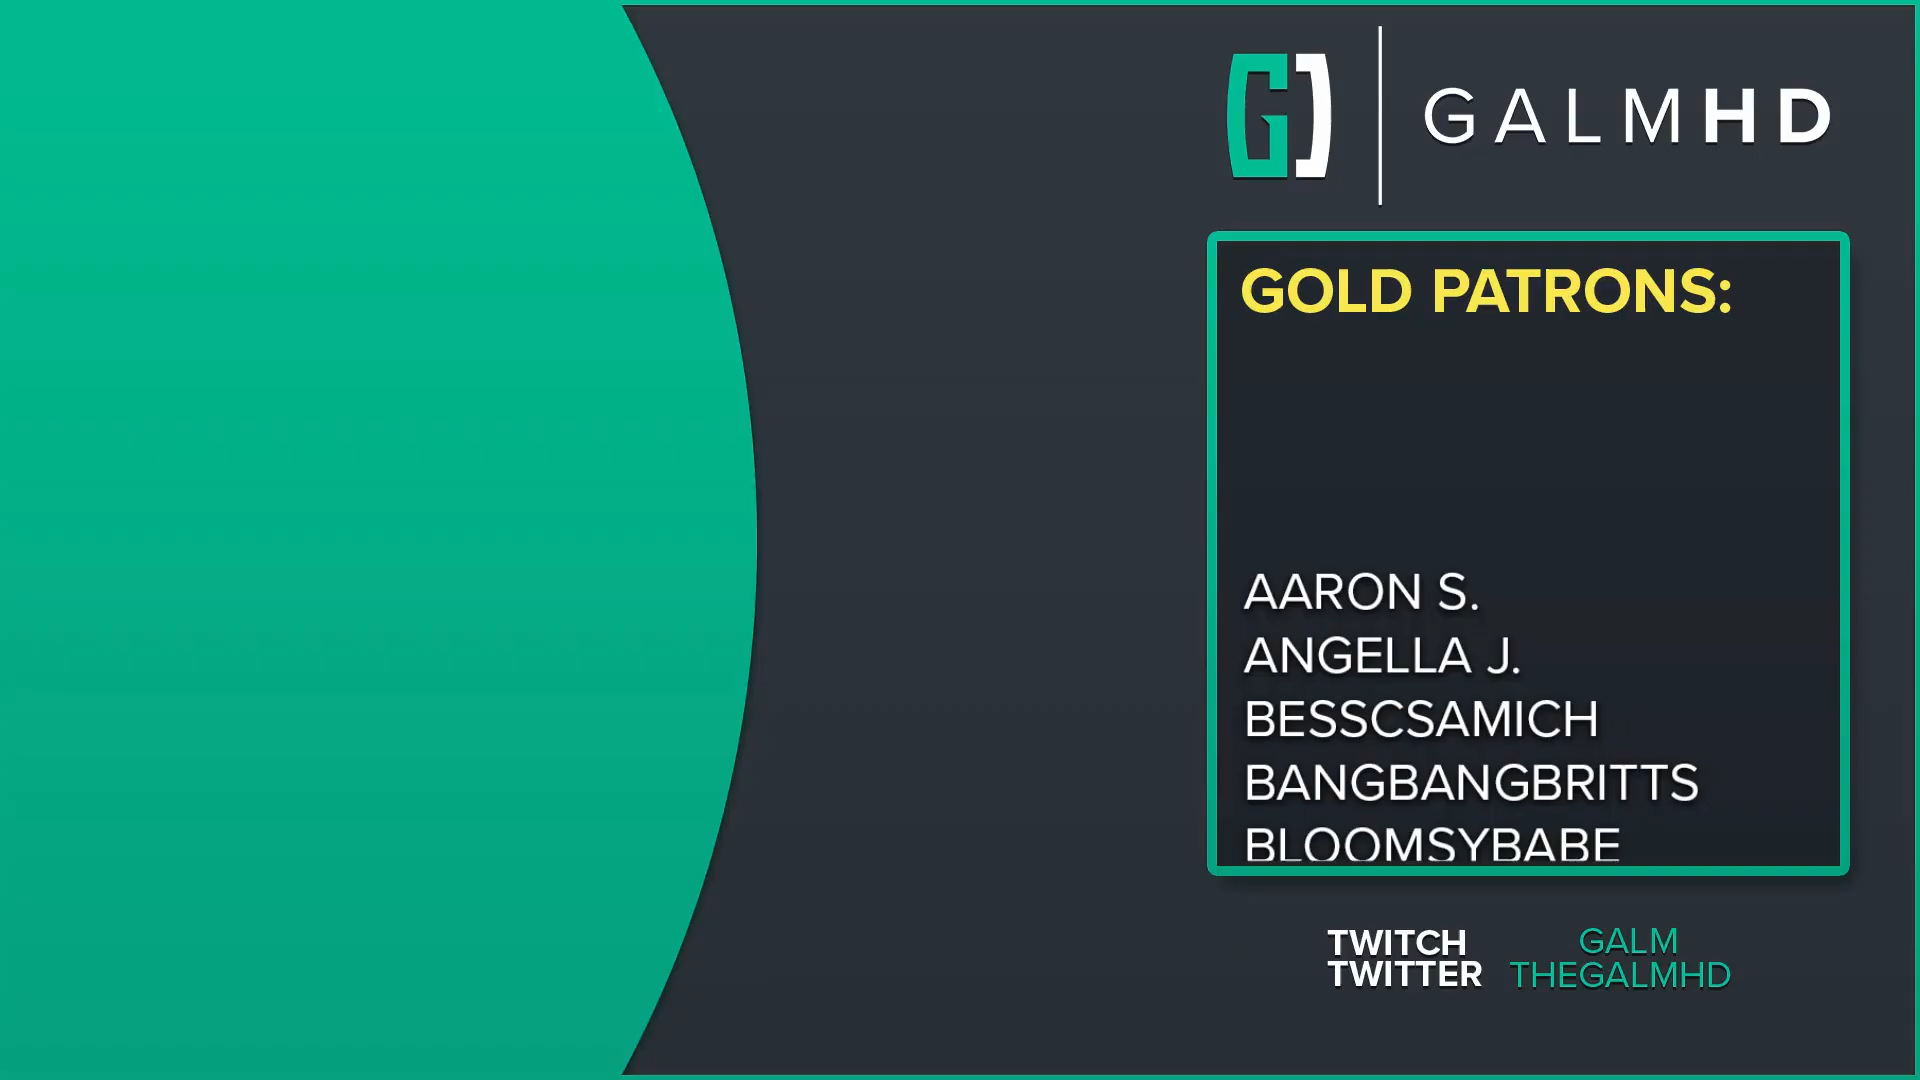 GALMHD
GOLD PATRONS:
AARON S.
ANGELLA J.
BESSCSAMICH
BANGBANGBRITTS
BLOOMSYBABE
TWITCH GALM
TWITTER THEGALMHD